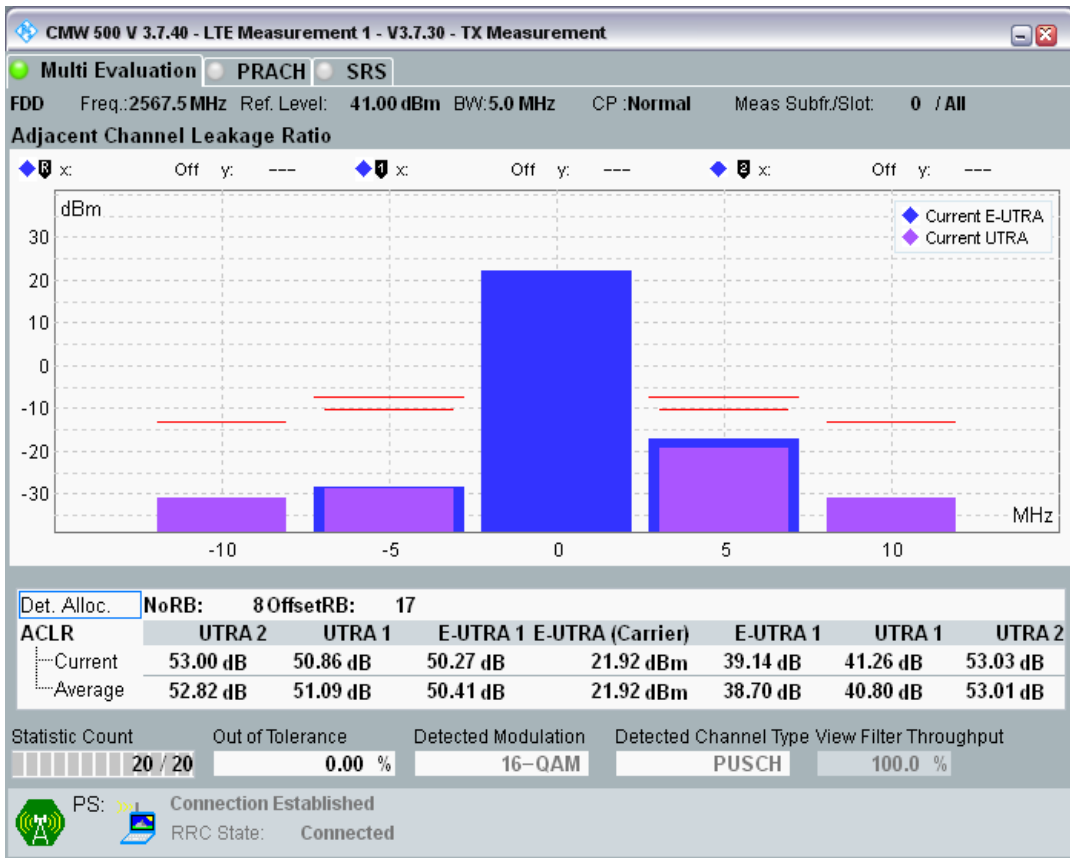 CMW 500 V 3.7.40 - LTE Measurement 1 - V3.7.30 - TX Measurement
Multi Evaluation PRACH SRS
FDD Freg.:2567.5 MHz Ref. Level: 41.00 dBm BW:5.0 MHz CP :Normal Meas Subfr./Slot: 0 / All
Adjacent Channel Leakage Ratio
R x: Off y: --- 1 x: Off y: --- 2 x: Off y: ---
dBm
Current E-UTRA
Current UTRA
30
20
10
0
-10
-20
-30
MHz
-10 -5 0 5 10
Det. Alloc. NoRB: 8 OffsetRB: 17
ACLR UTRA 2 UTRA 1 E-UTRA 1 E-UTRA (Carrier) E-UTRA 1 UTRA 1 UTRA 2
Current 53.00 dB 50.86 dB 50.27 dB 21.92 dBm 39.14 dB 41.26 dB 53.03 dB
Average 52.82 dB 51.09 dB 50.41 dB 21.92 dBm 38.70 dB 40.80 dB 53.01 dB
Statistic Count Out of Tolerance Detected Modulation Detected Channel Type View Filter Throughput
20 / 20 0.00 % 16-QAM PUSCH 100.0 %
PS: Connection Established
RRC State: Connected